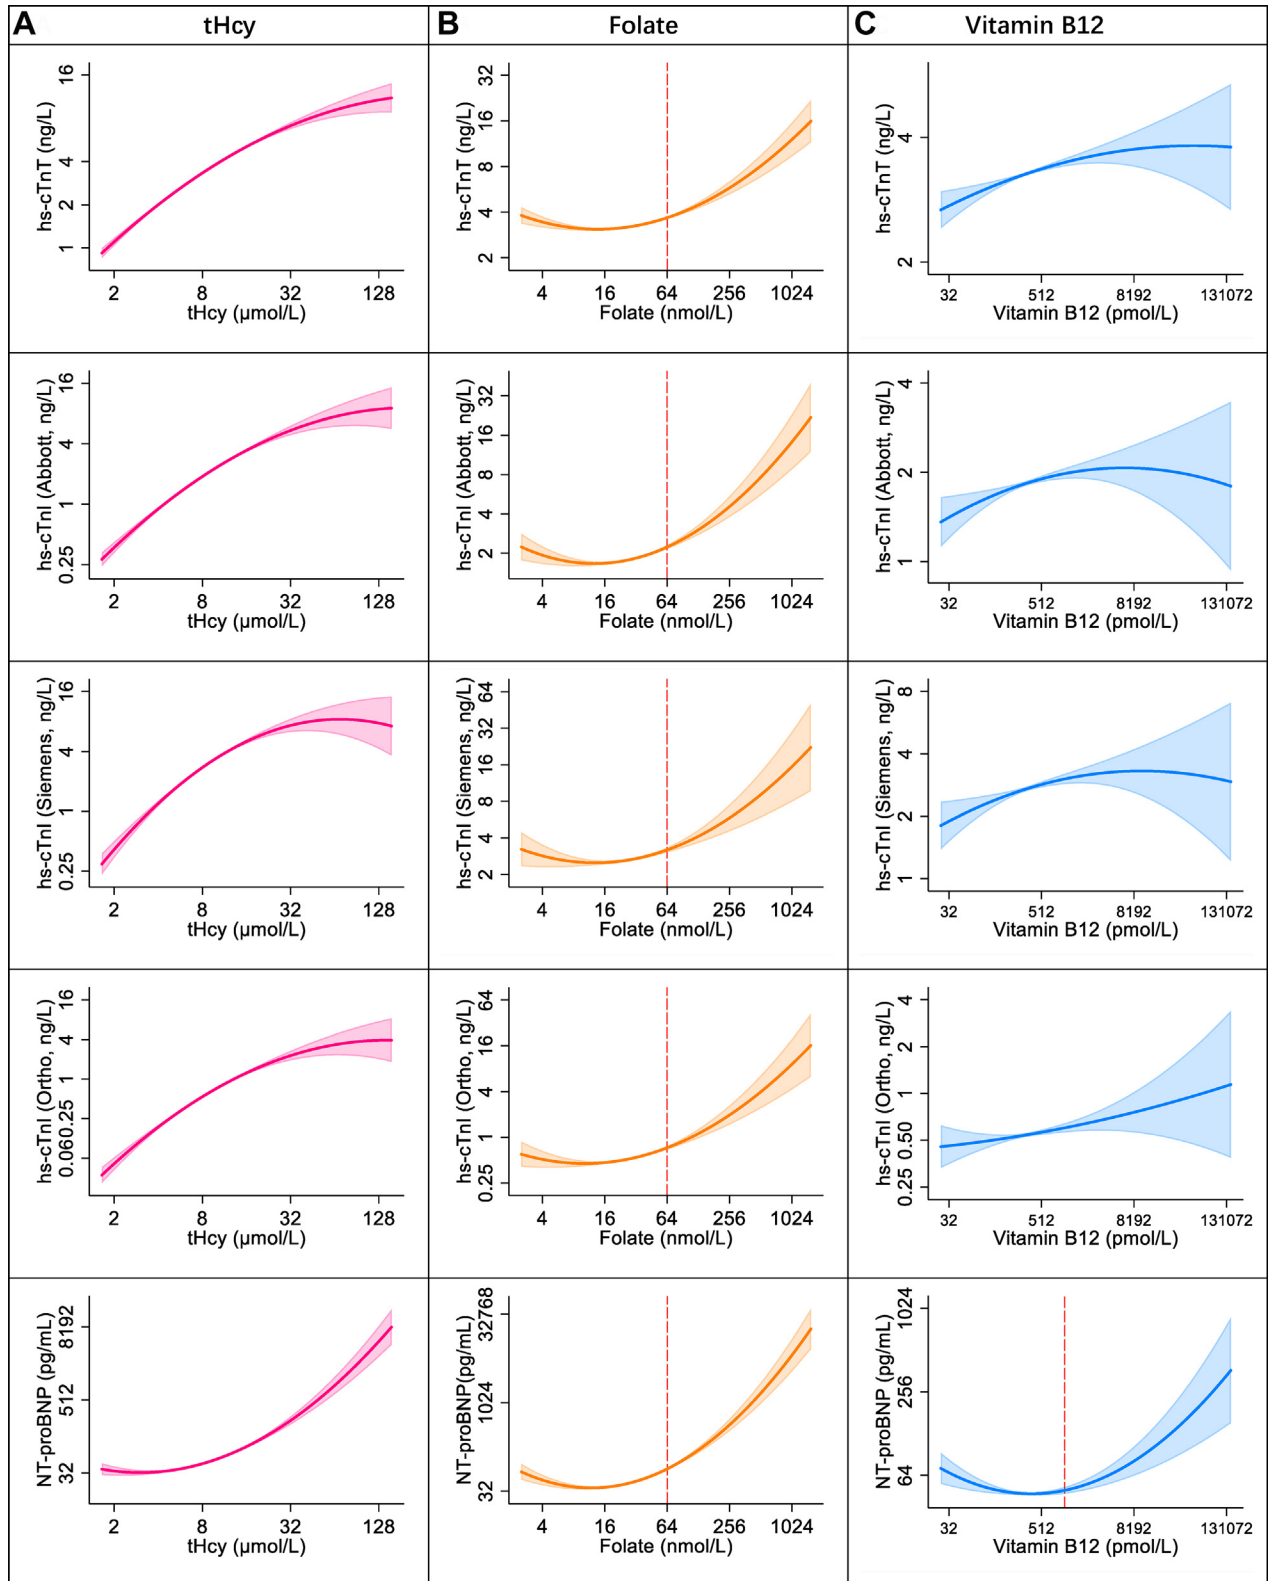 A tHcy B Folate C Vitamin B12
hs-cTnT (ng/L)
16
4
2
1
2 8 32 128
tHcy (µmol/L)
hs-cTnT (ng/L)
32
16
8
4
2
4 16 64 256 1024
Folate (nmol/L)
hs-cTnT (ng/L)
4
2
32 512 8192 131072
Vitamin B12 (pmol/L)
hs-cTnI (Abbott, ng/L)
16
4
1
0.25
2 8 32 128
tHcy (µmol/L)
hs-cTnI (Abbott, ng/L)
32
16
8
4
2
4 16 64 256 1024
Folate (nmol/L)
hs-cTnI (Abbott, ng/L)
4
2
1
32 512 8192 131072
Vitamin B12 (pmol/L)
hs-cTnI (Siemens, ng/L)
16
4
1
0.25
2 8 32 128
tHcy (µmol/L)
hs-cTnI (Siemens, ng/L)
64
32
16
8
4
2
4 16 64 256 1024
Folate (nmol/L)
hs-cTnI (Siemens, ng/L)
8
4
2
1
32 512 8192 131072
Vitamin B12 (pmol/L)
hs-cTnI (Ortho, ng/L)
16
4
1
0.25
0.06
2 8 32 128
tHcy (µmol/L)
hs-cTnI (Ortho, ng/L)
64
16
4
1
0.25
4 16 64 256 1024
Folate (nmol/L)
hs-cTnI (Ortho, ng/L)
4
2
1
0.50
0.25
32 512 8192 131072
Vitamin B12 (pmol/L)
NT-proBNP (pg/mL)
8192
512
32
2 8 32 128
tHcy (µmol/L)
NT-proBNP(pg/mL)
32768
1024
32
4 16 64 256 1024
Folate (nmol/L)
NT-proBNP (pg/mL)
1024
256
64
32 512 8192 131072
Vitamin B12 (pmol/L)